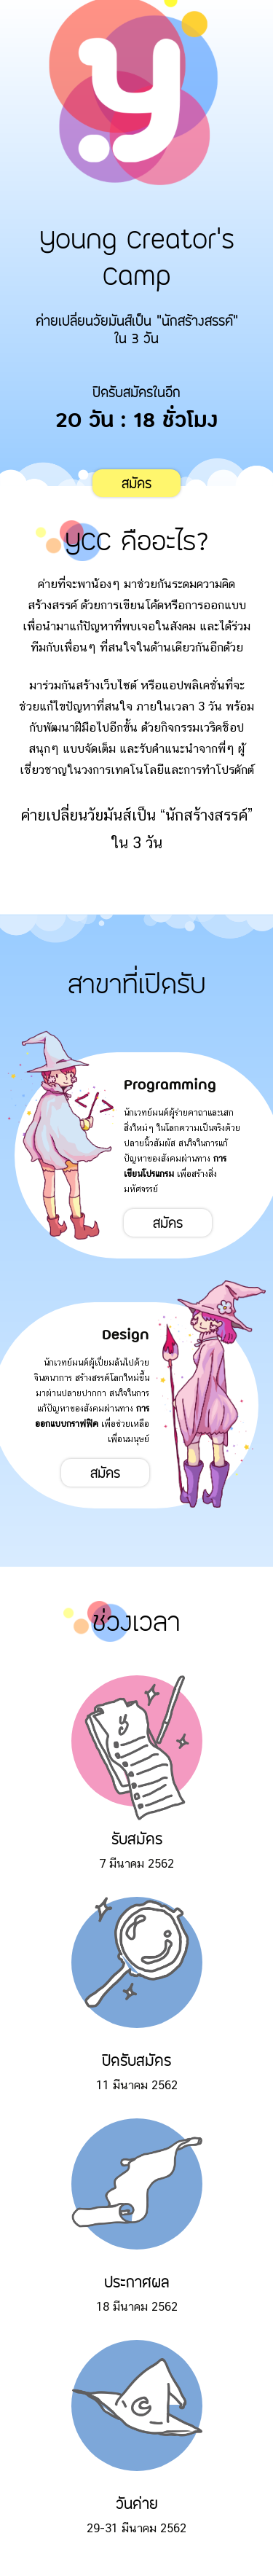 Young Creator's
Camp
ค่ายเปลี่ยนวัยมันส์เป็น "นักสร้างสรรค์"
ใน 3 วัน
ปิดรับสมัครในอีก
20 วัน : 18 ชั่วโมง
สมัคร
YCC คืออะไร?
ค่ายที่จะพาน้องๆ มาช่วยกันระดมความคิด
สร้างสรรค์ ด้วยการเขียนโค้ดหรือการออกแบบ
เพื่อนำมาแก้ปัญหาที่พบเจอในสังคม และได้ร่วม
ทีมกับเพื่อนๆ ที่สนใจในด้านเดียวกันอีกด้วย
มาร่วมกันสร้างเว็บไซต์ หรือแอปพลิเคชั่นที่จะ
ช่วยแก้ไขปัญหาที่สนใจ ภายในเวลา 3 วัน พร้อม
กับพัฒนาฝีมือไปอีกขั้น ด้วยกิจกรรมเวิร์คช็อป
สนุกๆ แบบจัดเต็ม และรับคำแนะนำจากพี่ๆ ผู้
เชี่ยวชาญในวงการเทคโนโลยีและการทำโปรดักต์
ค่ายเปลี่ยนวัยมันส์เป็น “นักสร้างสรรค์”
ใน 3 วัน
สาขาที่เปิดรับ
Programming
นักเวทย์มนต์ผู้ร่ายคาถาและเสก
สิ่งใหม่ๆ ในโลกความเป็นจริงด้วย
ปลายนิ้วสัมผัส สนใจในการแก้
ปัญหาของสังคมผ่านทาง การ
เขียนโปรแกรม เพื่อสร้างสิ่ง
มหัศจรรย์
สมัคร
Design
นักเวทย์มนต์ผู้เปี่ยมล้นไปด้วย
จินตนาการ สร้างสรรค์โลกใหม่ขึ้น
มาผ่านปลายปากกา สนใจในการ
แก้ปัญหาของสังคมผ่านทาง การ
ออกแบบกราฟฟิค เพื่อช่วยเหลือ
เพื่อนมนุษย์
สมัคร
ช่วงเวลา
รับสมัคร
7 มีนาคม 2562
ปิดรับสมัคร
11 มีนาคม 2562
ประกาศผล
18 มีนาคม 2562
วันค่าย
29-31 มีนาคม 2562